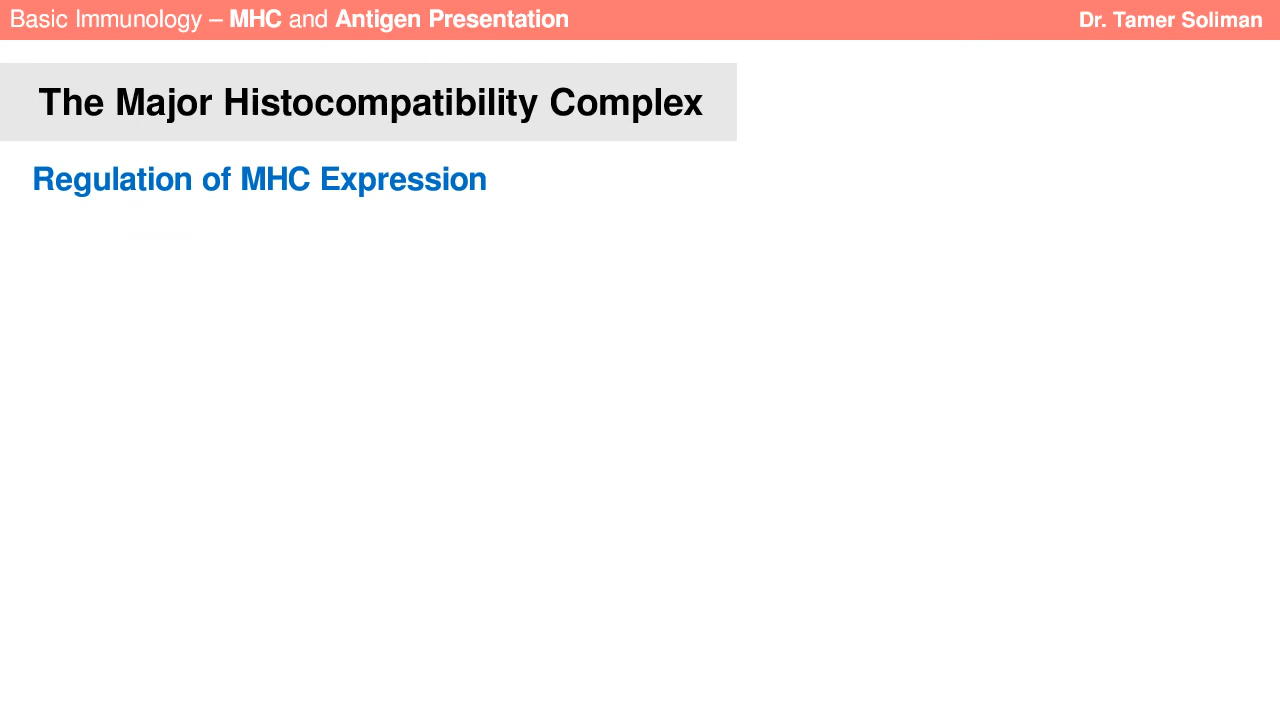 Basic Immunology – MHC and Antigen Presentation
Dr. Tamer Soliman
The Major Histocompatibility Complex
Regulation of MHC Expression